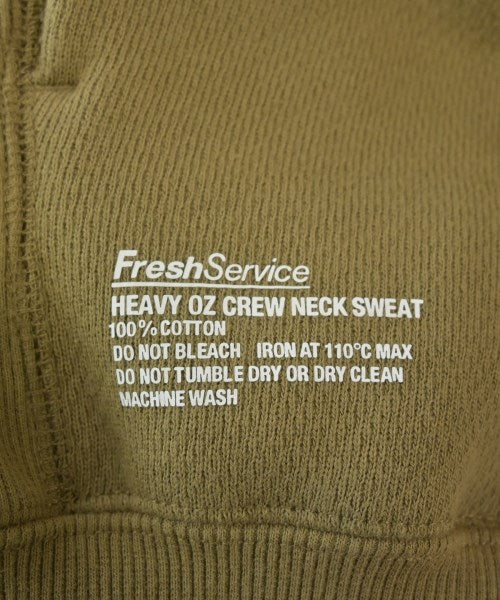 FreshService
HEAVY OZ CREW NECK SWEAT
100% COTTON
DO NOT BLEACH IRON AT 110°C MAX
DO NOT TUMBLE DRY OR DRY CLEAN
MACHINE WASH